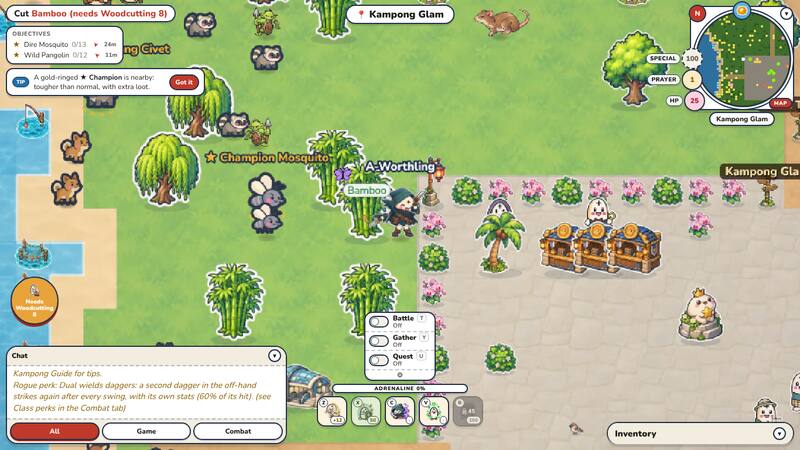 Cut Bamboo (needs Woodcutting 8)
OBJECTIVES
★ Dire Mosquito 0/13 26m
★ Wild Pangolin 0/12 11m
ng Civet
TIP
A gold-ringed ★ Champion is nearby:
tougher than normal, with extra loot.
Got it
📍 Kampong Glam
N
SPECIAL 100
PRAYER 1
HP 25
MAP
Kampong Glam
Kampong Gla
★ Champion Mosquito
A-Worthling
Bamboo
Needs
Woodcutting
8
Battle T
Off
Gather Y
Off
Quest U
Off
ADRENALINE 0%
Z +12
X 50
C
V
B 45 100
Chat
Kampong Guide for tips.
Rogue perk: Dual wields daggers: a second dagger in the off-hand
strikes again after every swing, with its own stats (60% of its hit). (see
Class perks in the Combat tab)
All
Game
Combat
Inventory